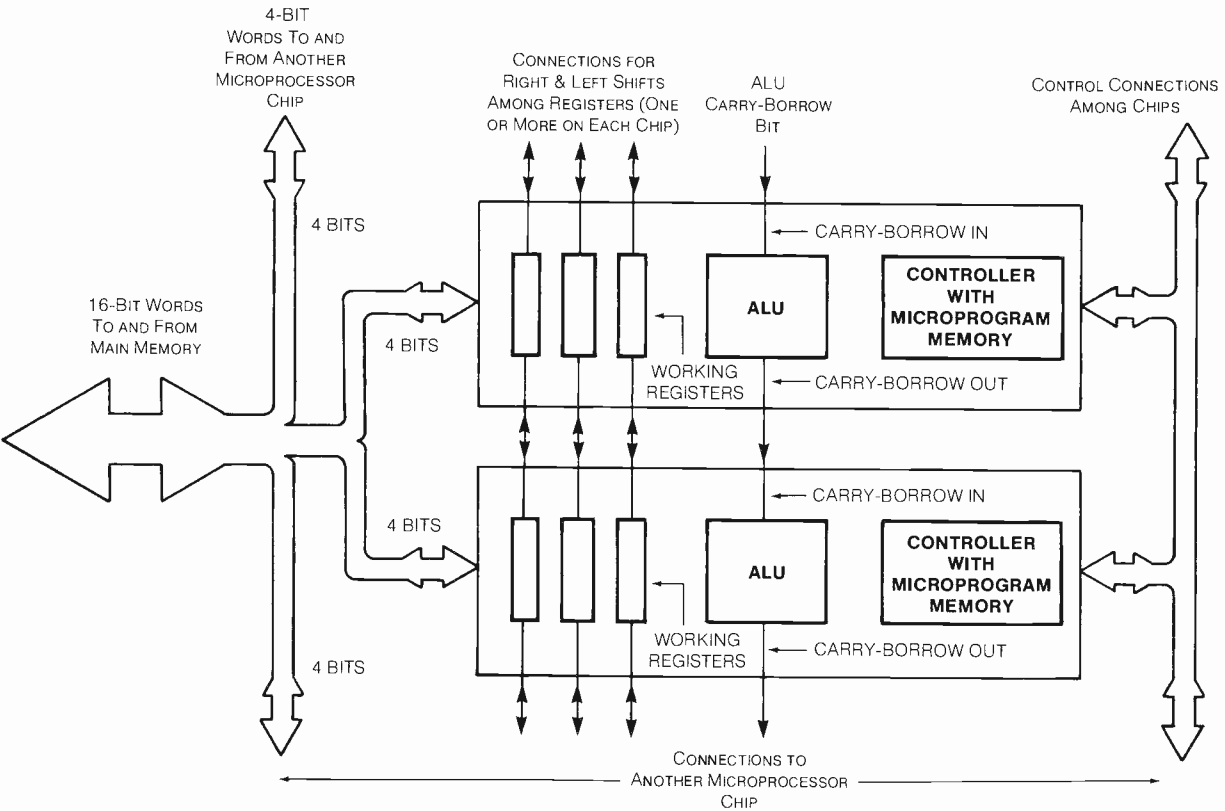 4-BIT
WORDS TO AND
FROM ANOTHER
MICROPROCESSOR
CHIP
CONNECTIONS FOR
RIGHT & LEFT SHIFTS
AMONG REGISTERS (ONE
OR MORE ON EACH CHIP)
ALU
CARRY-BORROW
BIT
CONTROL CONNECTIONS
AMONG CHIPS
4 BITS
CARRY-BORROW IN
16-BIT WORDS
TO AND FROM
MAIN MEMORY
4 BITS
ALU
CONTROLLER
WITH
MICROPROGRAM
MEMORY
WORKING
REGISTERS
CARRY-BORROW OUT
CARRY-BORROW IN
4 BITS
ALU
CONTROLLER
WITH
MICROPROGRAM
MEMORY
WORKING
REGISTERS
CARRY-BORROW OUT
4 BITS
CONNECTIONS TO
ANOTHER MICROPROCESSOR
CHIP